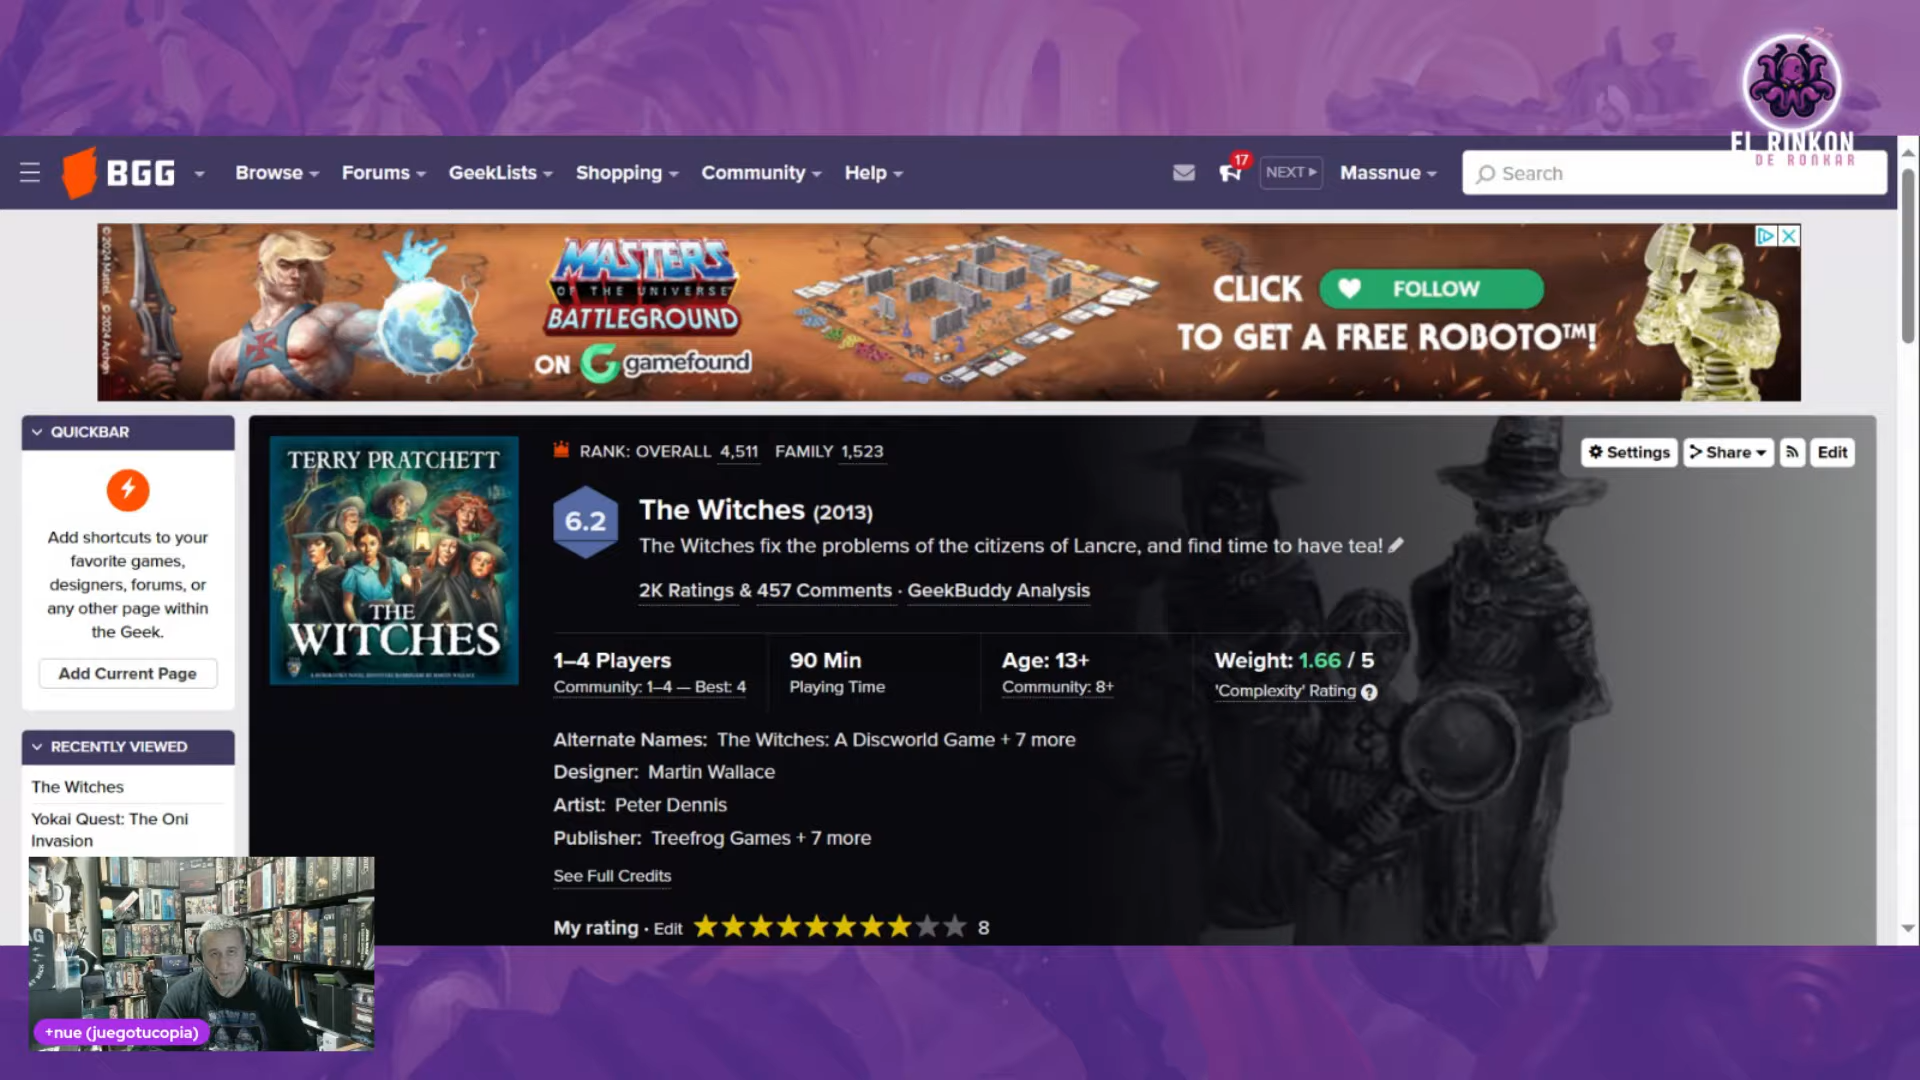 EL RINKON
DE RONKAR
BGG
Browse
Forums
GeekLists
Shopping
Community
Help
17
NEXT
Massnue
Search
© 2024 Mattel. © 2024 Archon
MASTERS
OF THE UNIVERSE
BATTLEGROUND
ON gamefound
CLICK FOLLOW
TO GET A FREE ROBOTO™!
QUICKBAR
Add shortcuts to your
favorite games,
designers, forums, or
any other page within
the Geek.
Add Current Page
RECENTLY VIEWED
The Witches
Yokai Quest: The Oni
Invasion
TERRY PRATCHETT
THE
WITCHES
RANK: OVERALL 4,511 FAMILY 1,523
Settings
Share
Edit
6.2
The Witches (2013)
The Witches fix the problems of the citizens of Lancre, and find time to have tea!
2K Ratings & 457 Comments · GeekBuddy Analysis
1–4 Players
Community: 1–4 — Best: 4
90 Min
Playing Time
Age: 13+
Community: 8+
Weight: 1.66 / 5
'Complexity' Rating ?
Alternate Names: The Witches: A Discworld Game + 7 more
Designer: Martin Wallace
Artist: Peter Dennis
Publisher: Treefrog Games + 7 more
See Full Credits
My rating · Edit 8
+nue (juegotucopia)